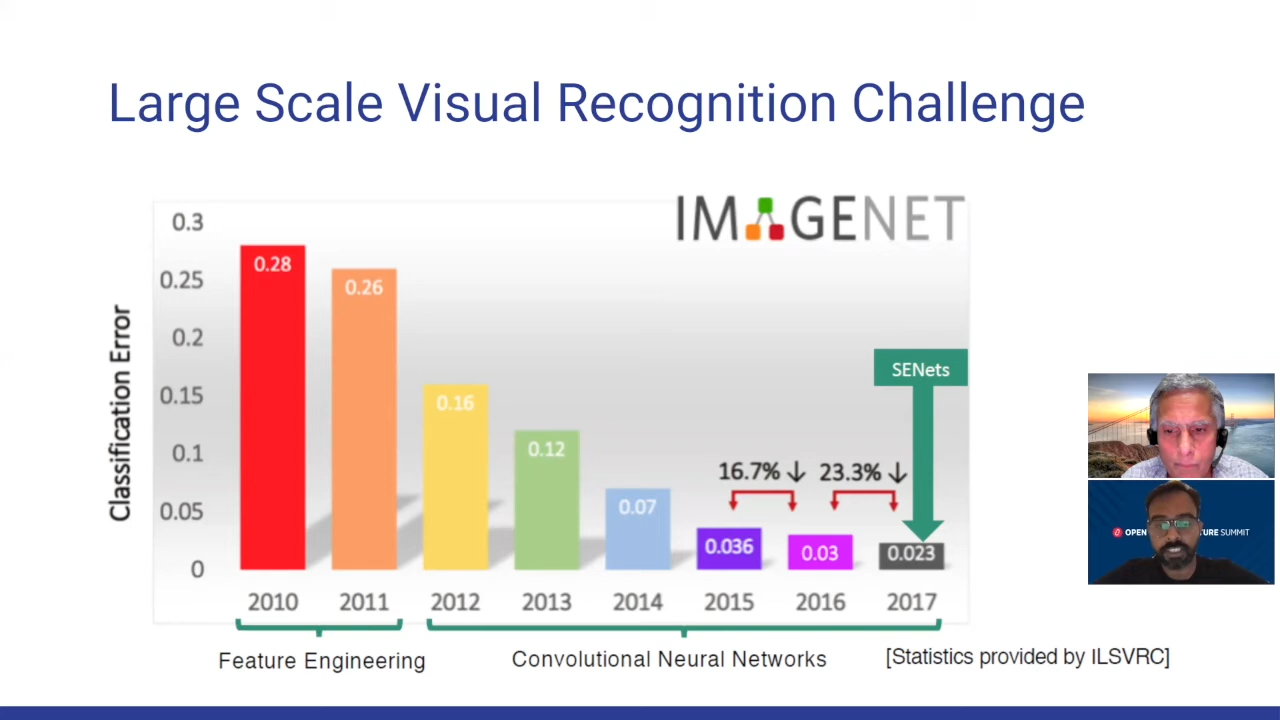 Large Scale Visual Recognition Challenge
IMAGENET
Classification Error
0.3
0.25
0.2
0.15
0.1
0.05
0
0.28
0.26
0.16
0.12
0.07
0.036
0.03
0.023
16.7% ↓
23.3% ↓
SENets
2010 2011 2012 2013 2014 2015 2016 2017
Feature Engineering
Convolutional Neural Networks
[Statistics provided by ILSVRC]
OPEN SUMMIT